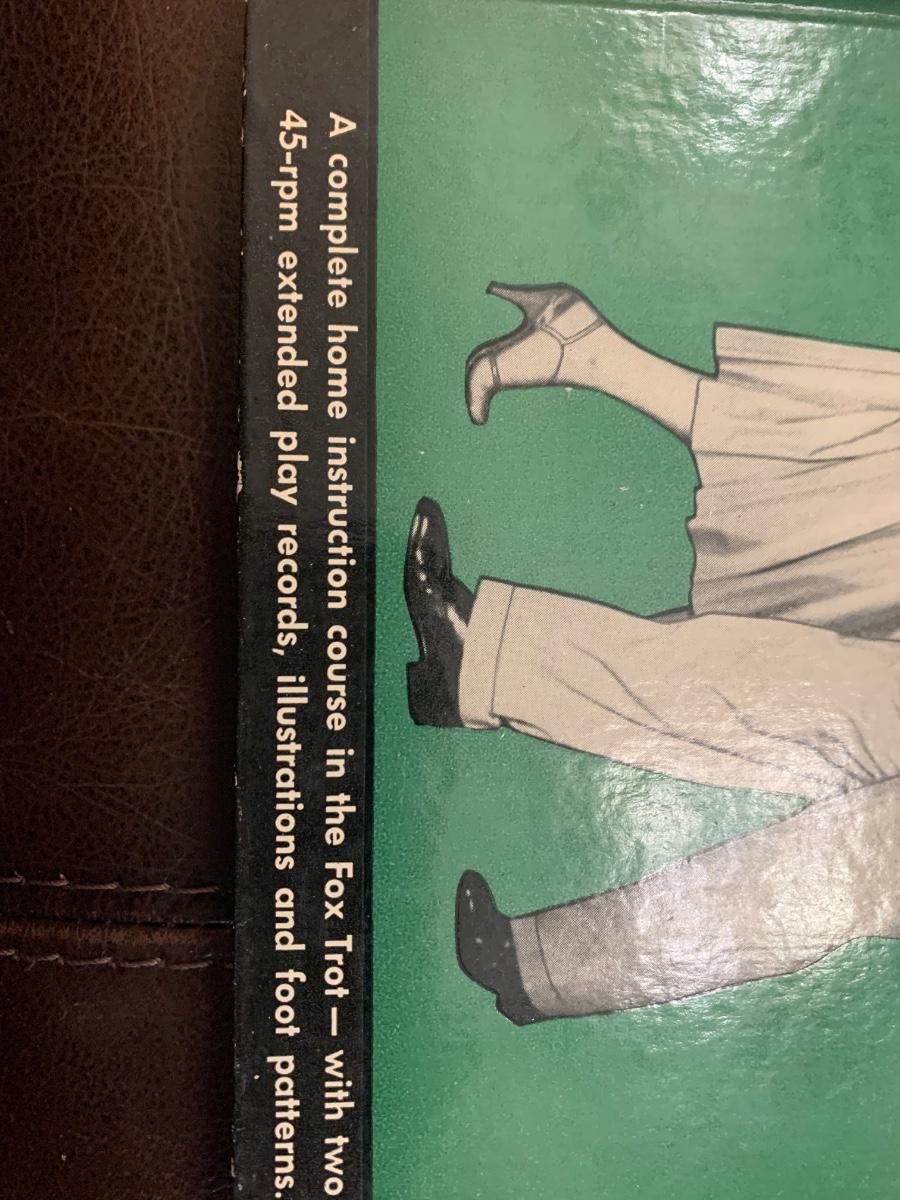 A complete home instruction course in the Fox Trot — with two
45-rpm extended play records, illustrations and foot patterns.